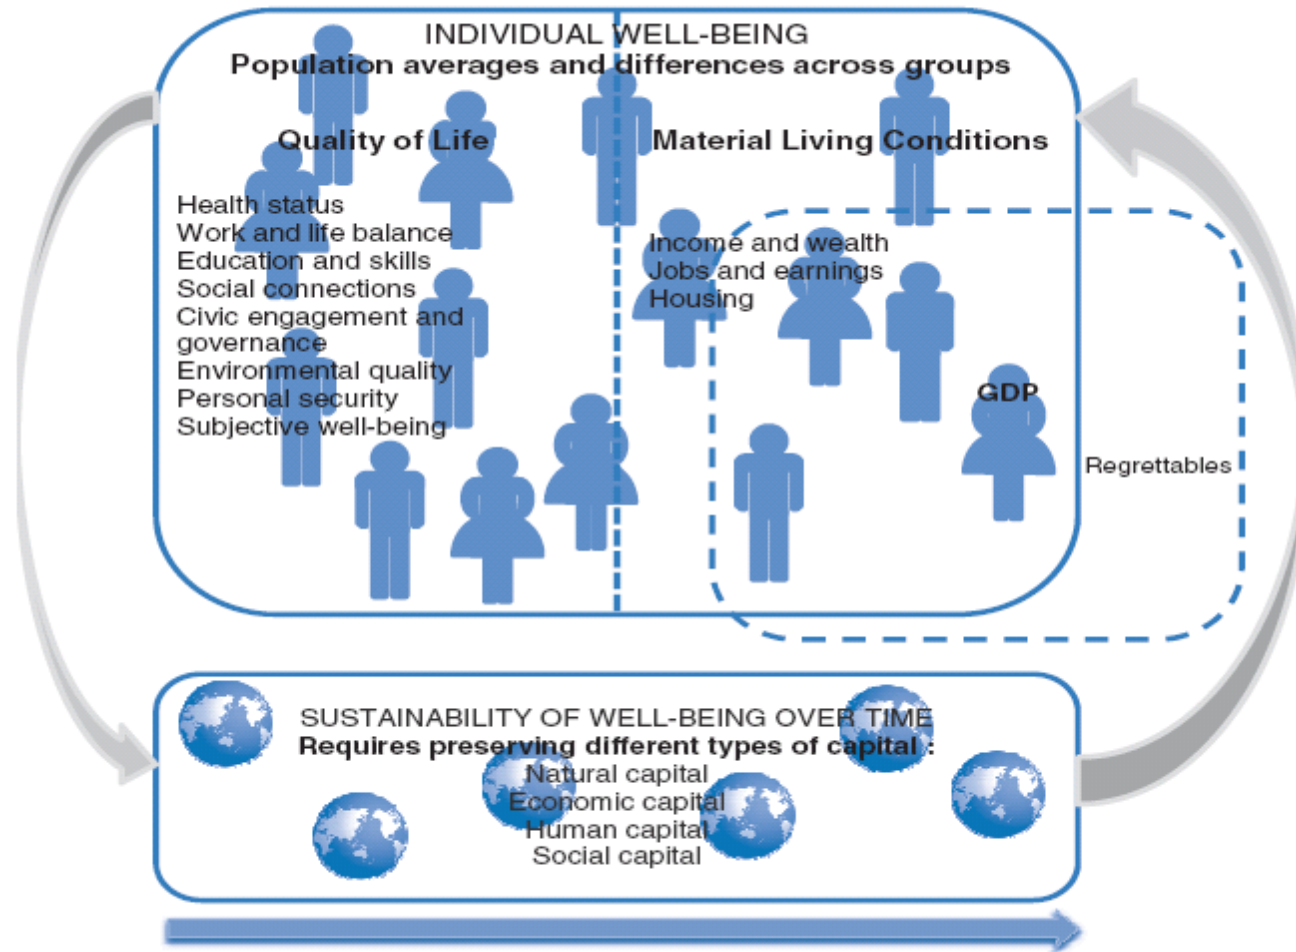 INDIVIDUAL WELL-BEING
Population averages and differences across groups
Quality of Life
Material Living Conditions
Health status
Work and life balance
Education and skills
Social connections
Civic engagement and
governance
Environmental quality
Personal security
Subjective well-being
Income and wealth
Jobs and earnings
Housing
GDP
Regrettables
SUSTAINABILITY OF WELL-BEING OVER TIME
Requires preserving different types of capital :
Natural capital
Economic capital
Human capital
Social capital